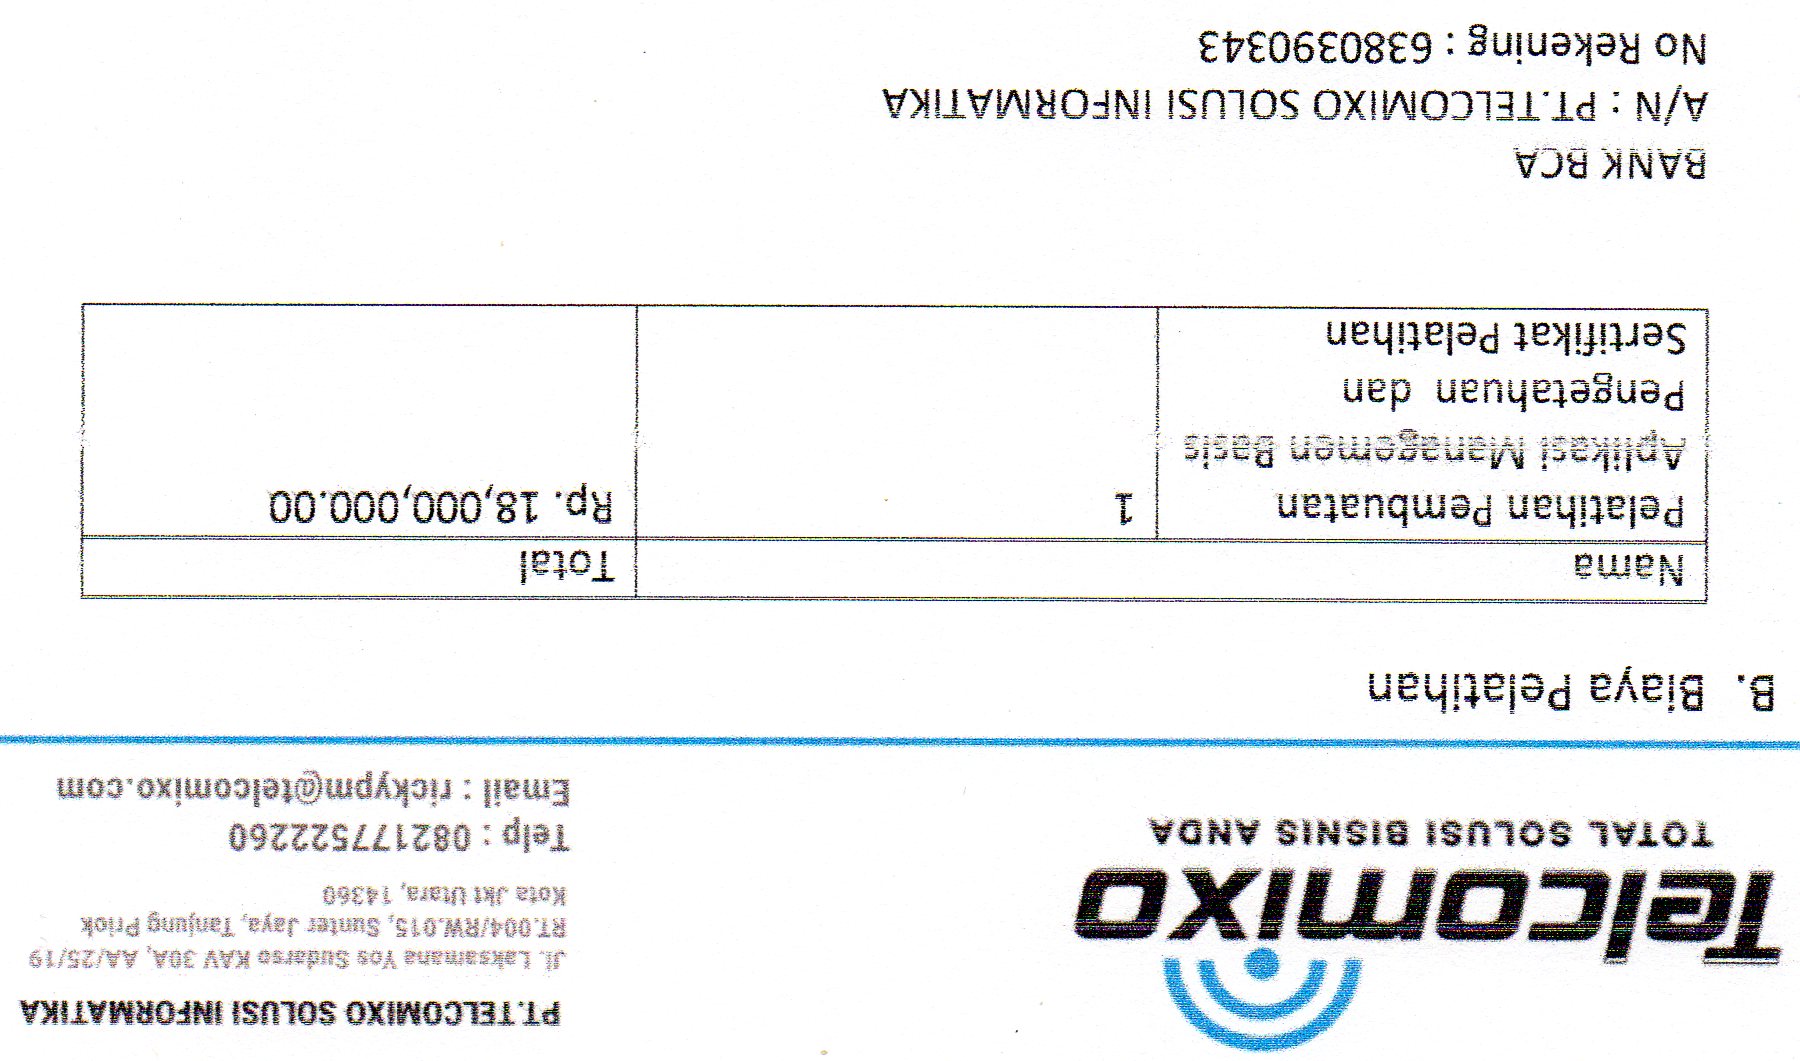 Telcomixo
TOTAL SOLUSI BISNIS ANDA
PT.TELCOMIXO SOLUSI INFORMATIKA
Jl. Laksamana Yos Sudarso KAV 30A, AA/25/19
RT.004/RW.015, Sunter Jaya, Tanjung Priok
Kota Jkt Utara, 14360
Telp : 082177522260
Email : rickypm@telcomixo.com
B. Biaya Pelatihan
Nama Total
Pelatihan Pembuatan 1 Rp. 18,000,000.00
Aplikasi Managemen Basis
Pengetahuan dan
Sertifikat Pelatihan
BANK BCA
A/N : PT.TELCOMIXO SOLUSI INFORMATIKA
No Rekening : 6380390343